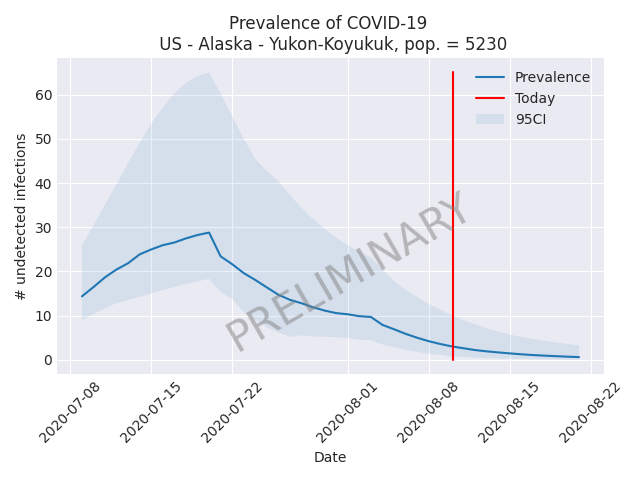 Prevalence of COVID-19
US - Alaska - Yukon-Koyukuk, pop. = 5230
Prevalence
Today
95CI
60
50
40
30
20
10
0
# undetected infections
PRELIMINARY
2020-07-08
2020-07-15
2020-07-22
2020-08-01
2020-08-08
2020-08-15
2020-08-22
Date